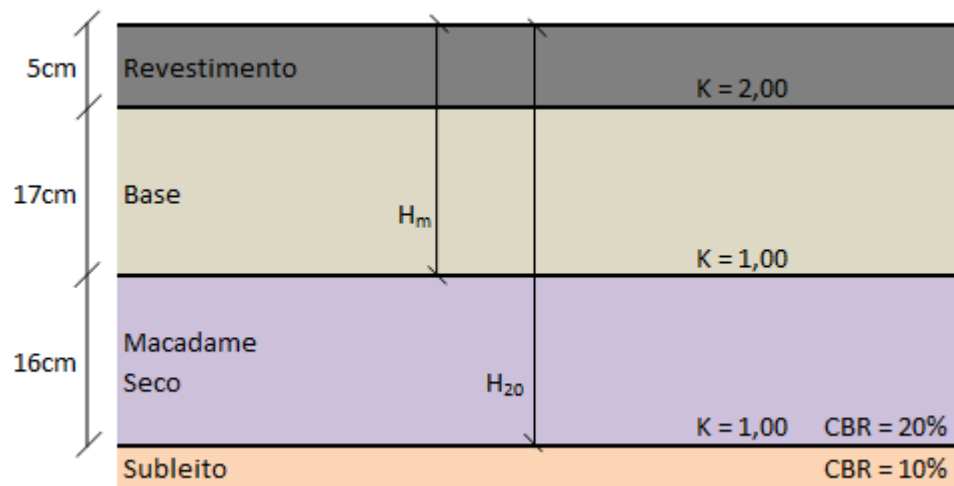 5cm
Revestimento
K = 2,00
17cm
Base
Hm
K = 1,00
16cm
Macadame
Seco
H20
K = 1,00 CBR = 20%
Subleito CBR = 10%